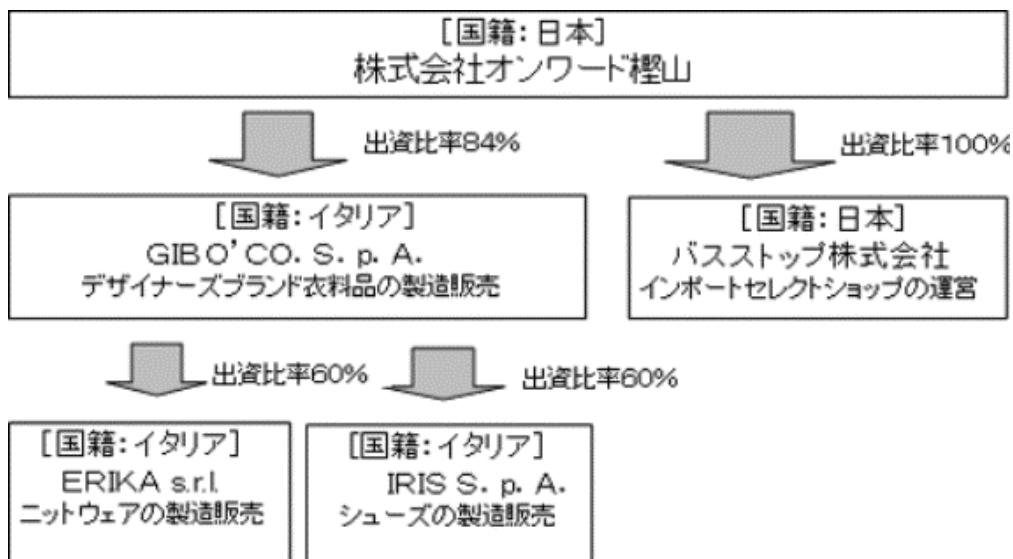 [国籍:日本]
株式会社オンワード樫山
出資比率84%
出資比率100%
[国籍:イタリア]
GIBO'CO. S. p. A.
デザイナーズブランド衣料品の製造販売
[国籍:日本]
バスストップ株式会社
インポートセレクトショップの運営
出資比率60%
出資比率60%
[国籍:イタリア]
ERIKA s.r.l.
ニットウェアの製造販売
[国籍:イタリア]
IRIS S. p. A.
シューズの製造販売